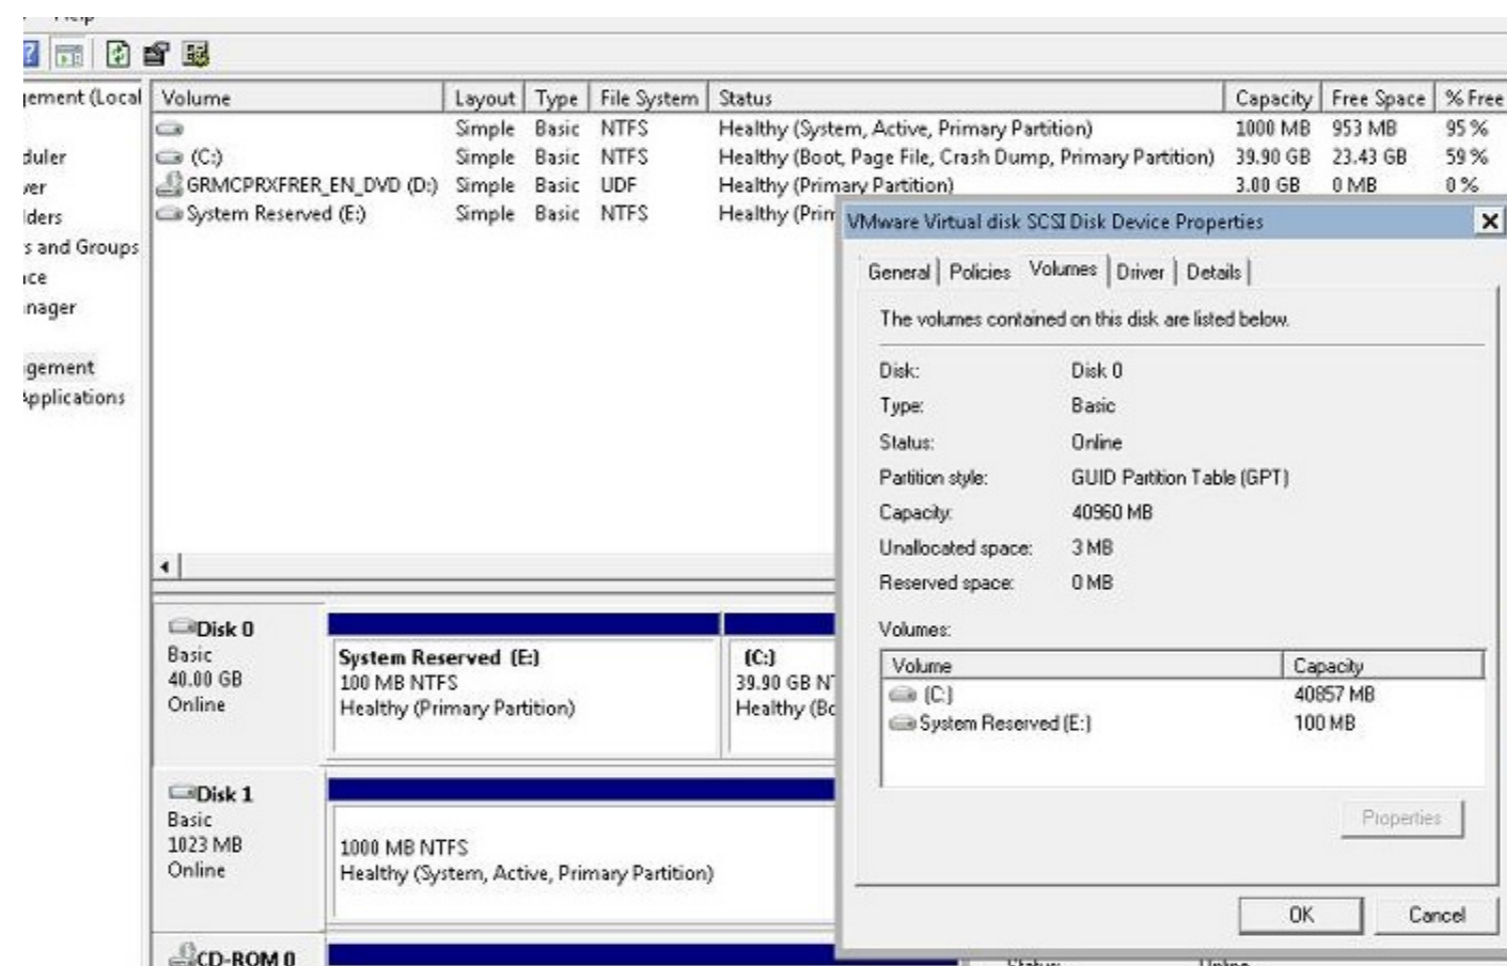 Help
ement (Local
Volume Layout Type File System Status Capacity Free Space % Free
Simple Basic NTFS Healthy (System, Active, Primary Partition) 1000 MB 953 MB 95 %
duler (C:) Simple Basic NTFS Healthy (Boot, Page File, Crash Dump, Primary Partition) 39.90 GB 23.43 GB 59 %
ver GRMCPRXFRER_EN_DVD (D:) Simple Basic UDF Healthy (Primary Partition) 3.00 GB 0 MB 0 %
lders System Reserved (E:) Simple Basic NTFS Healthy (Prim
s and Groups
nce
nager
gement
Applications
VMware Virtual disk SCSI Disk Device Properties
General Policies Volumes Driver Details
The volumes contained on this disk are listed below.
Disk: Disk 0
Type: Basic
Status: Online
Partition style: GUID Partition Table (GPT)
Capacity: 40960 MB
Unallocated space: 3 MB
Reserved space: 0 MB
Volumes:
Volume Capacity
(C:) 40857 MB
System Reserved (E:) 100 MB
Properties
OK Cancel
Disk 0
Basic
40.00 GB
Online
System Reserved (E:)
100 MB NTFS
Healthy (Primary Partition)
(C:)
39.90 GB NT
Healthy (Bo
Disk 1
Basic
1023 MB
Online
1000 MB NTFS
Healthy (System, Active, Primary Partition)
CD-ROM 0
Status: Online